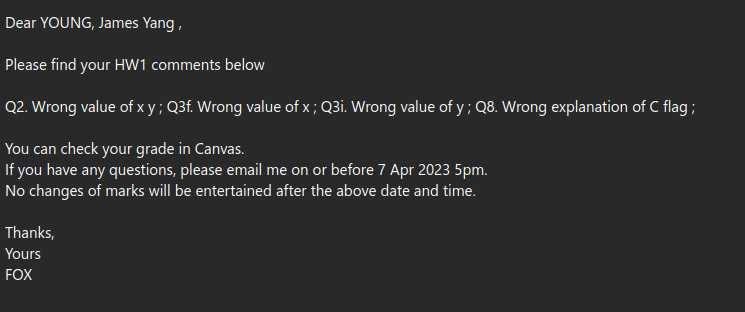 Dear YOUNG, James Yang ,
Please find your HW1 comments below
Q2. Wrong value of x y ; Q3f. Wrong value of x ; Q3i. Wrong value of y ; Q8. Wrong explanation of C flag ;
You can check your grade in Canvas.
If you have any questions, please email me on or before 7 Apr 2023 5pm.
No changes of marks will be entertained after the above date and time.
Thanks,
Yours
FOX